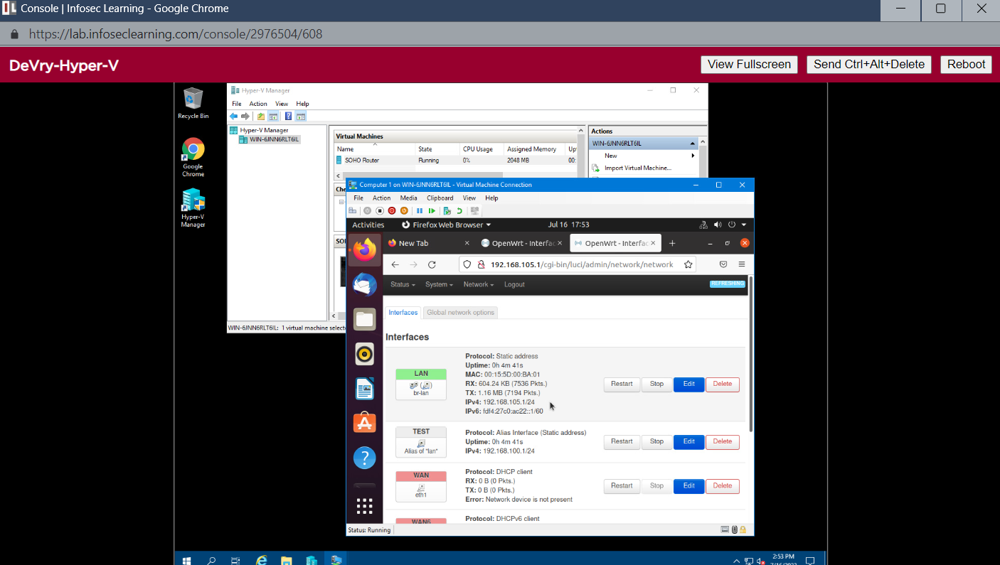 Console | Infosec Learning - Google Chrome
https://lab.infoseclearning.com/console/2976504/608
DeVry-Hyper-V
View Fullscreen Send Ctrl+Alt+Delete Reboot
Recycle Bin
Google
Chrome
Hyper-V
Manager
Hyper-V Manager
File Action View Help
Hyper-V Manager
WIN-6JNN6RLT6IL
Virtual Machines
Name State CPU Usage Assigned Memory
SOHO Router Running 0% 2048 MB 00:
Actions
WIN-6JNN6RLT6IL
New
Import Virtual Machine...
WIN-6JNN6RLT6IL: 1 virtual machine
Computer 1 on WIN-6JNN6RLT6IL - Virtual Machine Connection
File Action Media Clipboard View Help
Activities Firefox Web Browser Jul 16 17:53
New Tab OpenWrt - Interfac OpenWrt - Interfac
192.168.105.1/cgi-bin/luci/admin/network/network
Status System Network Logout REFRESHING
Interfaces Global network options
Interfaces
LAN
br-lan
Protocol: Static address
Uptime: 0h 4m 41s
MAC: 00:15:5D:00:BA:01
RX: 604.24 KB (7536 Pkts.)
TX: 1.16 MB (7194 Pkts.)
IPv4: 192.168.105.1/24
IPv6: fdf4:27c0:ac22::1/60
Restart Stop Edit Delete
TEST
Alias of "lan"
Protocol: Alias Interface (Static address)
Uptime: 0h 4m 41s
IPv4: 192.168.100.1/24
Restart Stop Edit Delete
WAN
eth1
Protocol: DHCP client
RX: 0 B (0 Pkts.)
TX: 0 B (0 Pkts.)
Error: Network device is not present
Restart Stop Edit Delete
WAN6
Protocol: DHCPv6 client
Status: Running
2:53 PM